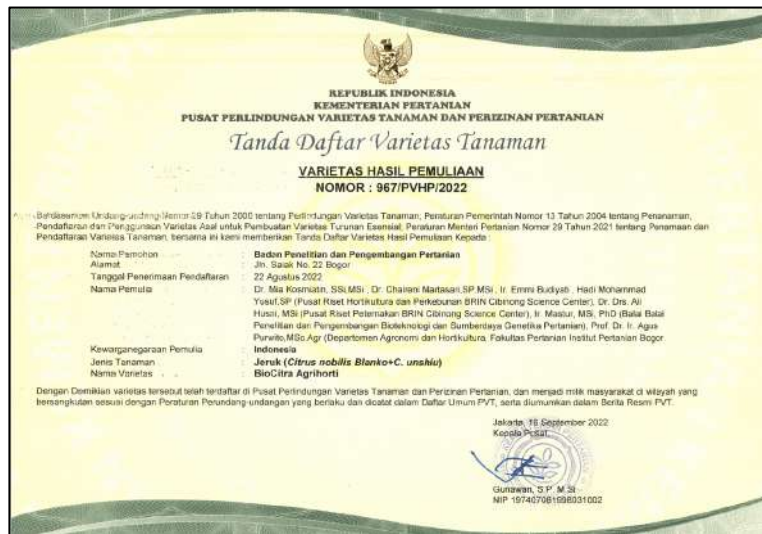 REPUBLIK INDONESIA
KEMENTERIAN PERTANIAN
PUSAT PERLINDUNGAN VARIETAS TANAMAN DAN PERIZINAN PERTANIAN
Tanda Daftar Varietas Tanaman
VARIETAS HASIL PEMULIAAN
NOMOR : 967/PVHP/2022
Berdasarkan Undang-undang Nomor 29 Tahun 2000 tentang Perlindungan Varietas Tanaman; Peraturan Pemerintah Nomor 13 Tahun 2004 tentang Penamaan,
Pendaftaran dan Penggunaan Varietas Asal untuk Pembuatan Varietas Turunan Esensial; Peraturan Menteri Pertanian Nomor 29 Tahun 2021 tentang Penamaan dan
Pendaftaran Varietas Tanaman, bersama ini kami memberikan Tanda Daftar Varietas Hasil Pemuliaan Kepada :
Nama Pemohon : Badan Penelitian dan Pengembangan Pertanian
Alamat : Jln. Salak No. 22 Bogor
Tanggal Penerimaan Pendaftaran : 22 Agustus 2022
Nama Pemulia : Dr. Mia Kosmiatin, SSi,MSi , Dr. Chaireni Martasari,SP,MSi , Ir. Emmi Budiyati , Hadi Mohammad
Yusuf,SP (Pusat Riset Hortikultura dan Perkebunan BRIN Cibinong Science Center), Dr. Drs. Ali
Husni, MSi (Pusat Riset Peternakan BRIN Cibinong Science Center), Ir. Mastur, MSi, PhD (Balai Balai
Penelitian dan Pengembangan Bioteknologi dan Sumberdaya Genetika Pertanian), Prof. Dr. Ir. Agus
Purwito,MSc.Agr (Departemen Agronomi dan Hortikultura, Fakultas Pertanian Institut Pertanian Bogor
Kewarganegaraan Pemulia : Indonesia
Jenis Tanaman : Jeruk (Citrus nobilis Blanko+C. unshiu)
Nama Varietas : BioCitra Agrihorti
Dengan Demikian varietas tersebut telah terdaftar di Pusat Perlindungan Varietas Tanaman dan Perizinan Pertanian, dan menjadi milik masyarakat di wilayah yang
bersangkutan sesuai dengan Peraturan Perundang-undangan yang berlaku dan dicatat dalam Daftar Umum PVT, serta diumumkan dalam Berita Resmi PVT.
Jakarta, 16 September 2022
Kepala Pusat,
Gunawan, S.P, M.Si
NIP 197407061998031002